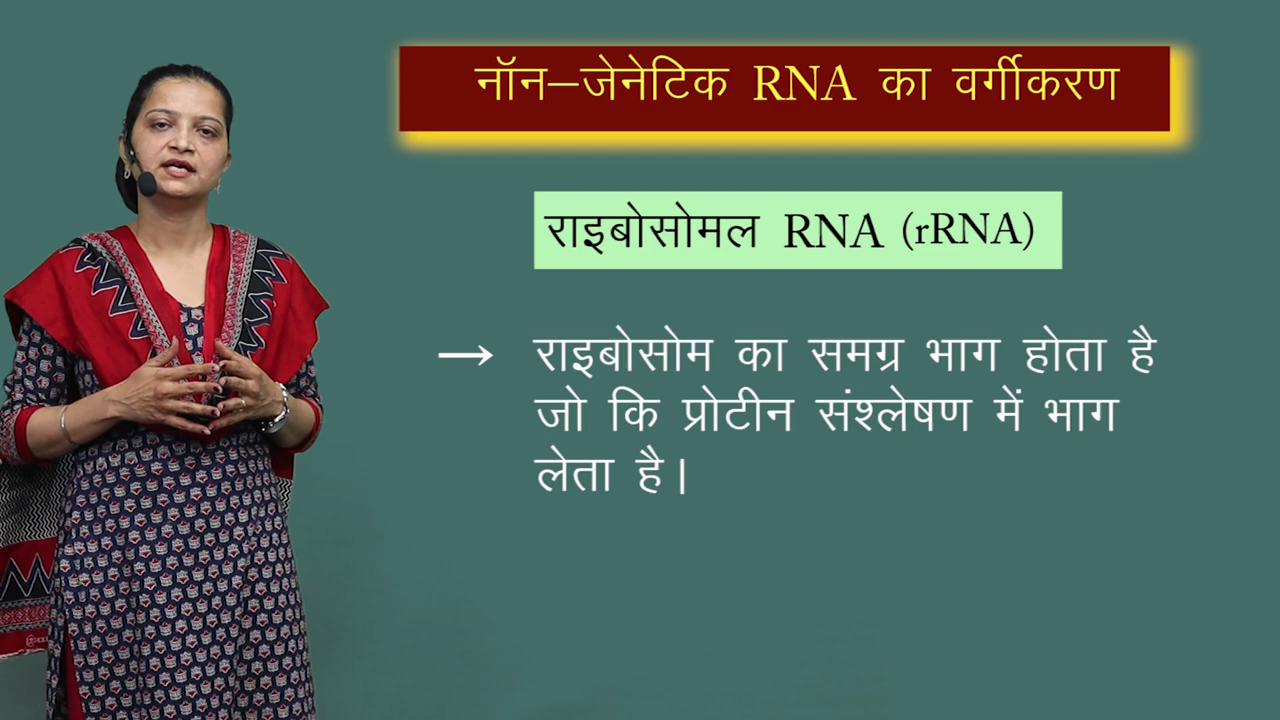 नॉन–जेनेटिक RNA का वर्गीकरण
राइबोसोमल RNA (rRNA)
→ राइबोसोम का समग्र भाग होता है
जो कि प्रोटीन संश्लेषण में भाग
लेता है।